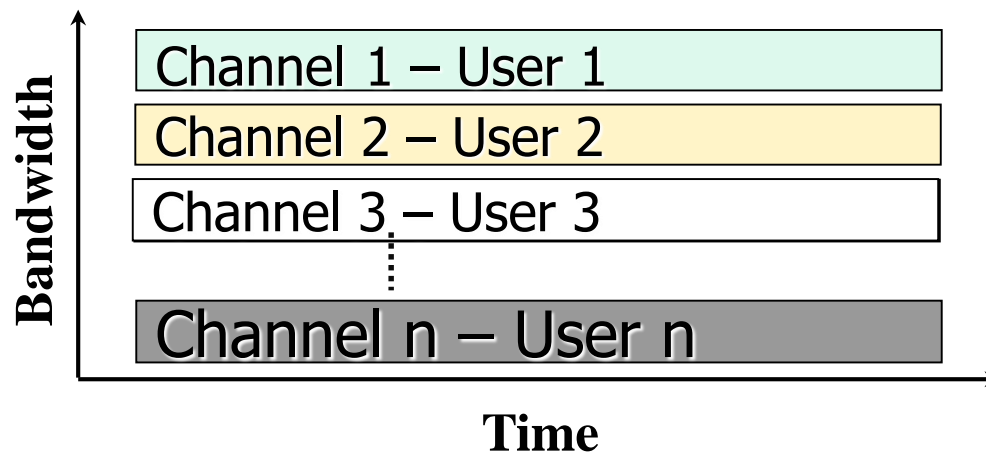 Bandwidth
Channel 1 – User 1
Channel 2 – User 2
Channel 3 – User 3
Channel n – User n
Time